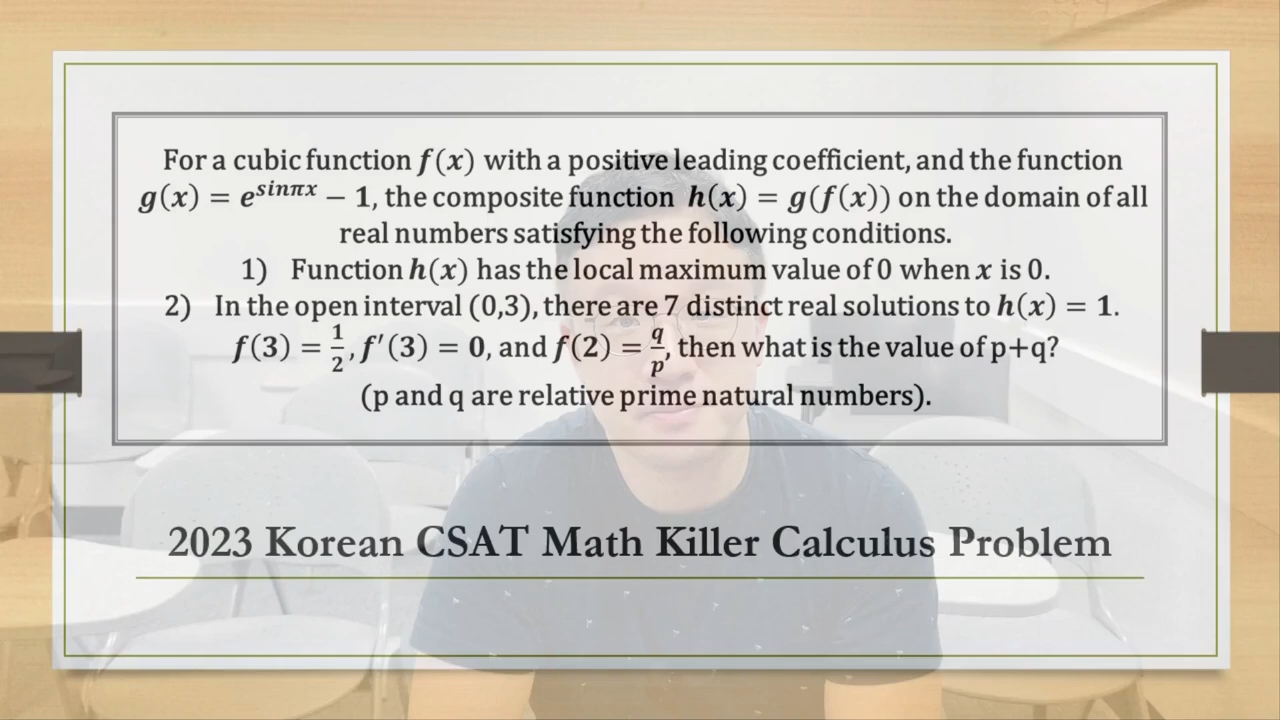 For a cubic function f(x) with a positive leading coefficient, and the function
g(x) = e^{sinπx} − 1, the composite function h(x) = g(f(x)) on the domain of all
real numbers satisfying the following conditions.
1) Function h(x) has the local maximum value of 0 when x is 0.
2) In the open interval (0,3), there are 7 distinct real solutions to h(x) = 1.
f(3) = 1/2, f′(3) = 0, and f(2) = q/p, then what is the value of p+q?
(p and q are relative prime natural numbers).
2023 Korean CSAT Math Killer Calculus Problem